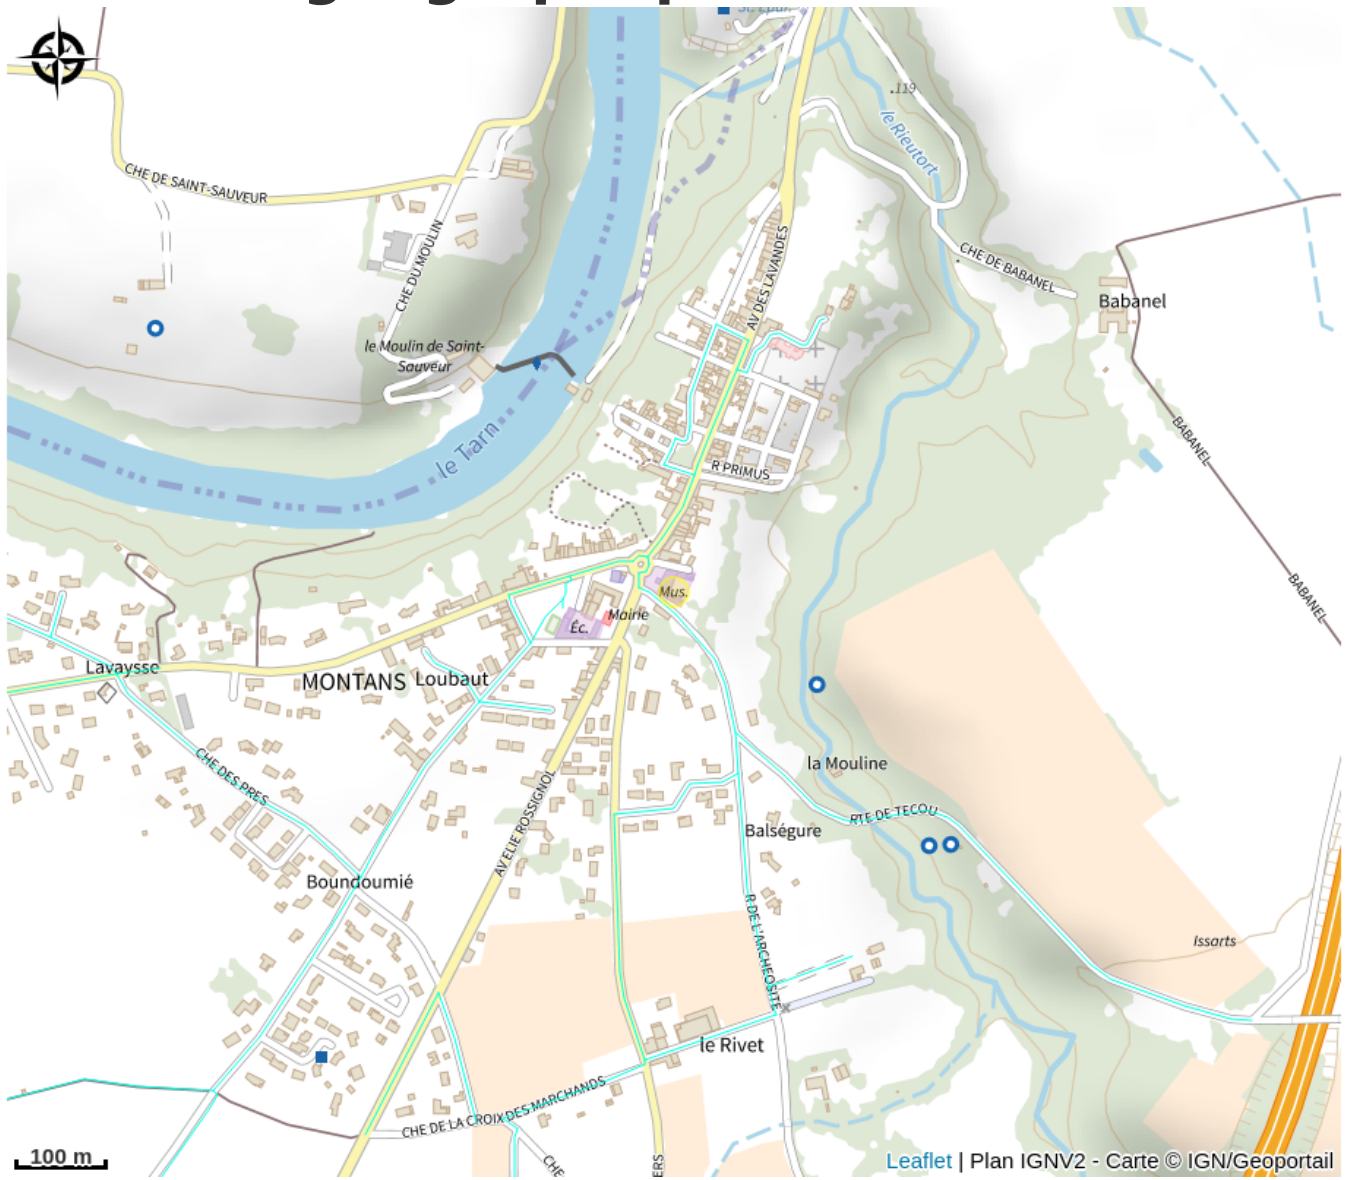 119
le Rieutort
CHE DE SAINT-SAUVEUR
CHE DU MOULIN
AV DES LAVANDES
CHE DE BABANEL
Babanel
le Moulin de Saint-
Sauveur
le Tarn
BABANEL
R PRIMUS
BABANEL
Mus.
Mairie
Éc.
Lavaysse
MONTANS
Loubaut
CHE DES PRES
la Mouline
AV ELIE ROSSIGNOL
RTE DE TECOU
Balségure
Boundoumié
R DE L'ARCHEOSITE
Issarts
le Rivet
CHE DE LA CROIX DES MARCHANDS
100 m
CHE
ERS
Leaflet | Plan IGNV2 - Carte © IGN/Geoportail